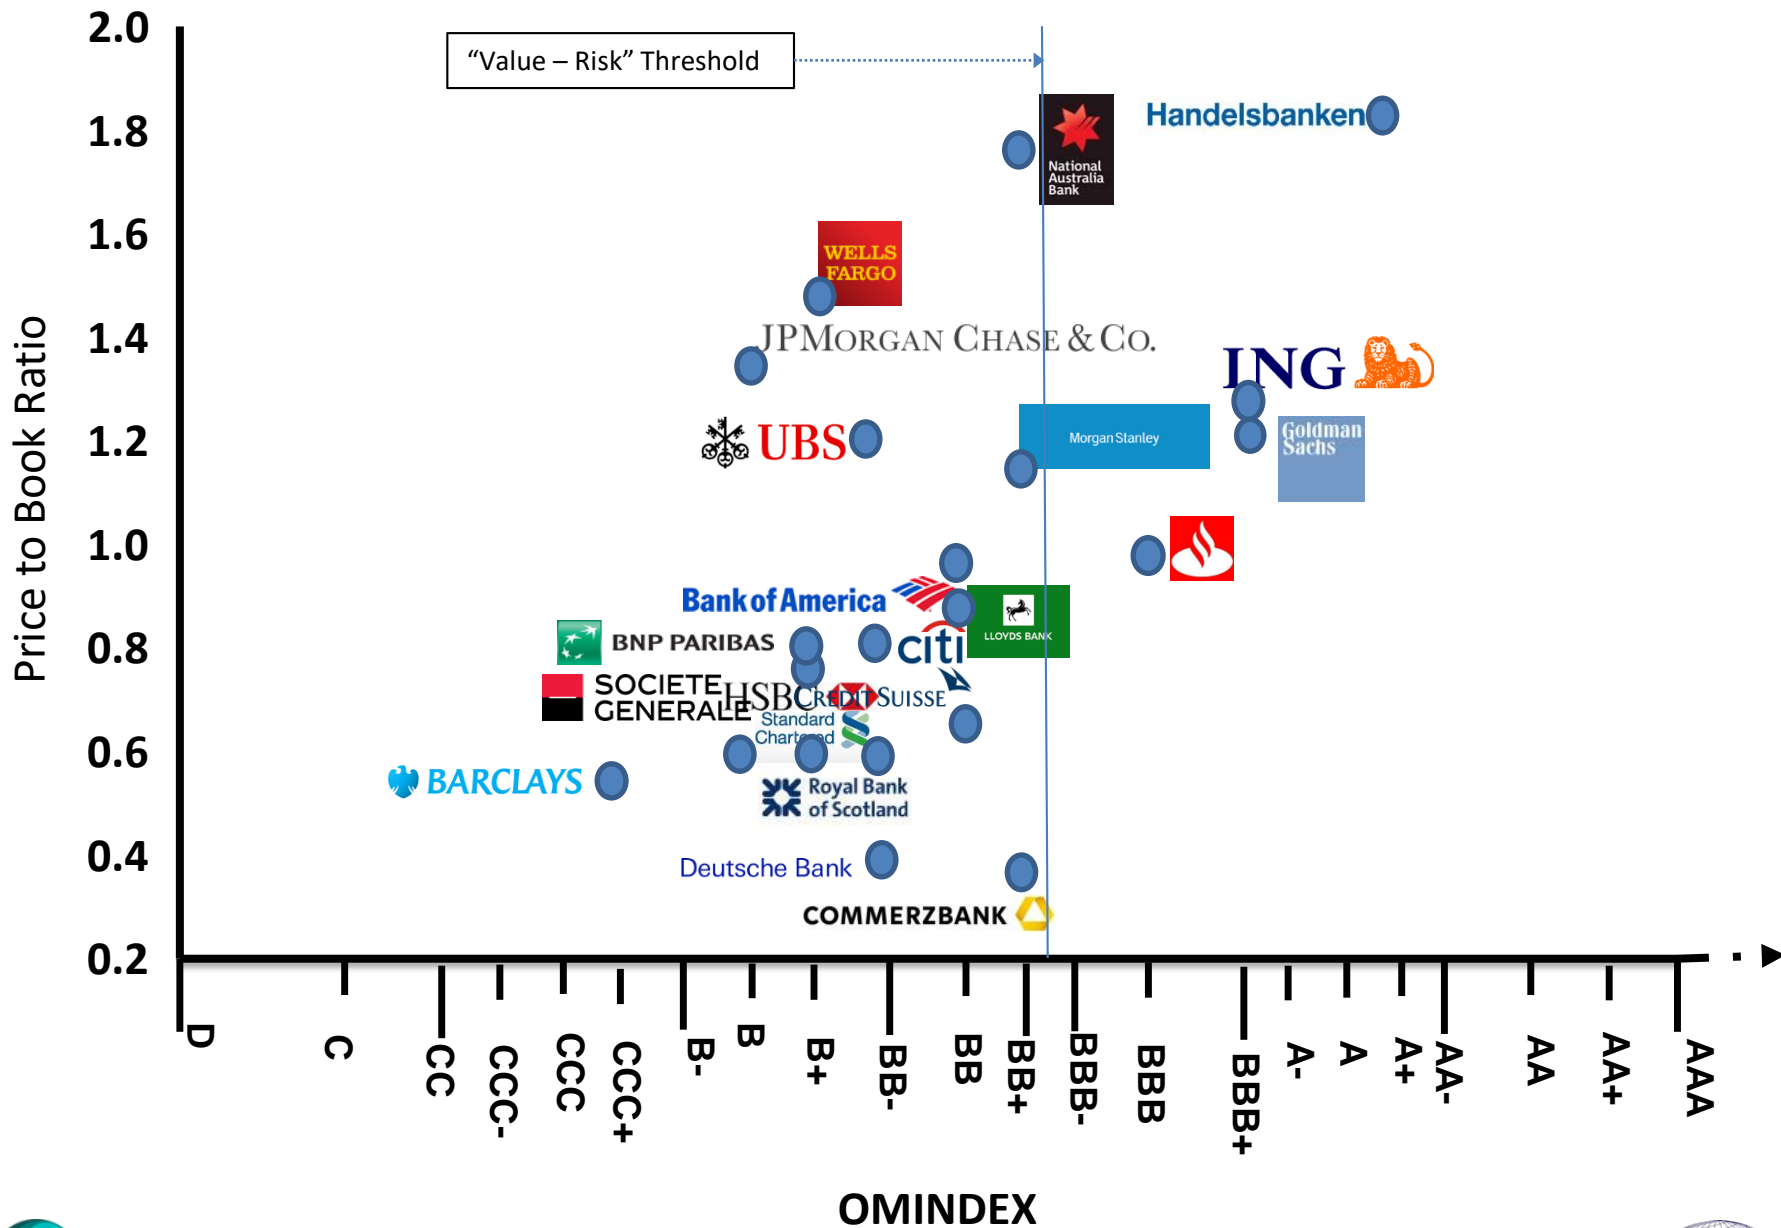 2.0
“Value – Risk” Threshold
1.8
Handelsbanken
National
Australia
Bank
1.6
WELLS
FARGO
1.4
JPMORGAN CHASE & CO.
ING
1.2
UBS
Morgan Stanley
Goldman
Sachs
1.0
Bank of America
LLOYDS BANK
0.8
BNP PARIBAS
citi
SOCIETE
GENERALE
HSBC
CREDIT SUISSE
Standard
Chartered
0.6
BARCLAYS
Royal Bank
of Scotland
0.4
Deutsche Bank
COMMERZBANK
0.2
Price to Book Ratio
D
C
CC
CCC-
CCC
CCC+
B-
B
B+
BB-
BB
BB+
BBB-
BBB
BBB+
A-
A
A+
AA-
AA
AA+
AAA
OMINDEX